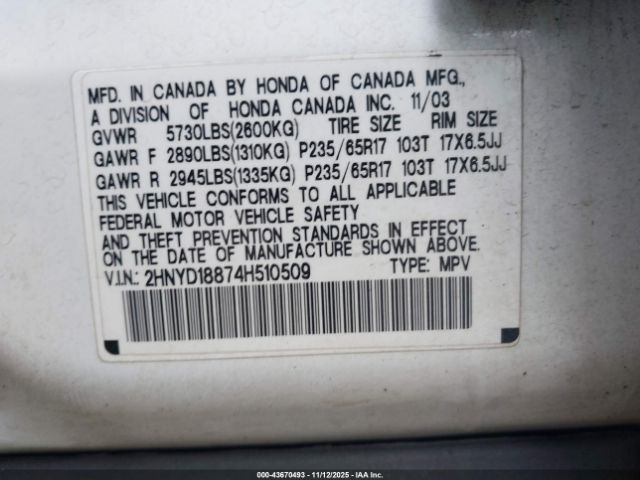 MFD. IN CANADA BY HONDA OF CANADA MFG.,
A DIVISION OF HONDA CANADA INC. 11/03
GVWR 5730LBS(2600KG) TIRE SIZE RIM SIZE
GAWR F 2890LBS(1310KG) P235/65R17 103T 17X6.5JJ
GAWR R 2945LBS(1335KG) P235/65R17 103T 17X6.5JJ
THIS VEHICLE CONFORMS TO ALL APPLICABLE
FEDERAL MOTOR VEHICLE SAFETY
AND THEFT PREVENTION STANDARDS IN EFFECT
ON THE DATE OF MANUFACTURE SHOWN ABOVE.
V.I.N.: 2HNYD18874H510509 TYPE: MPV
000-43670493 - 11/12/2025 - IAAI Inc.